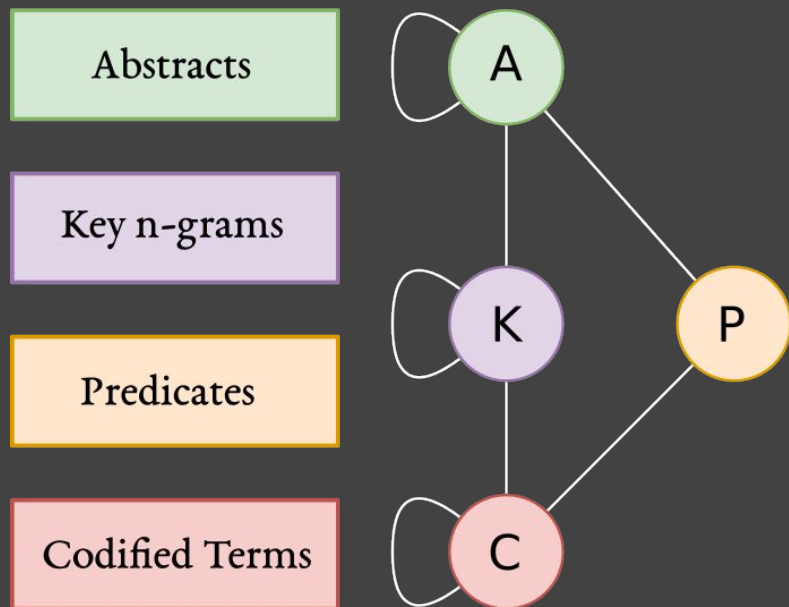 Abstracts
A
Key n-grams
K
P
Predicates
Codified Terms
C